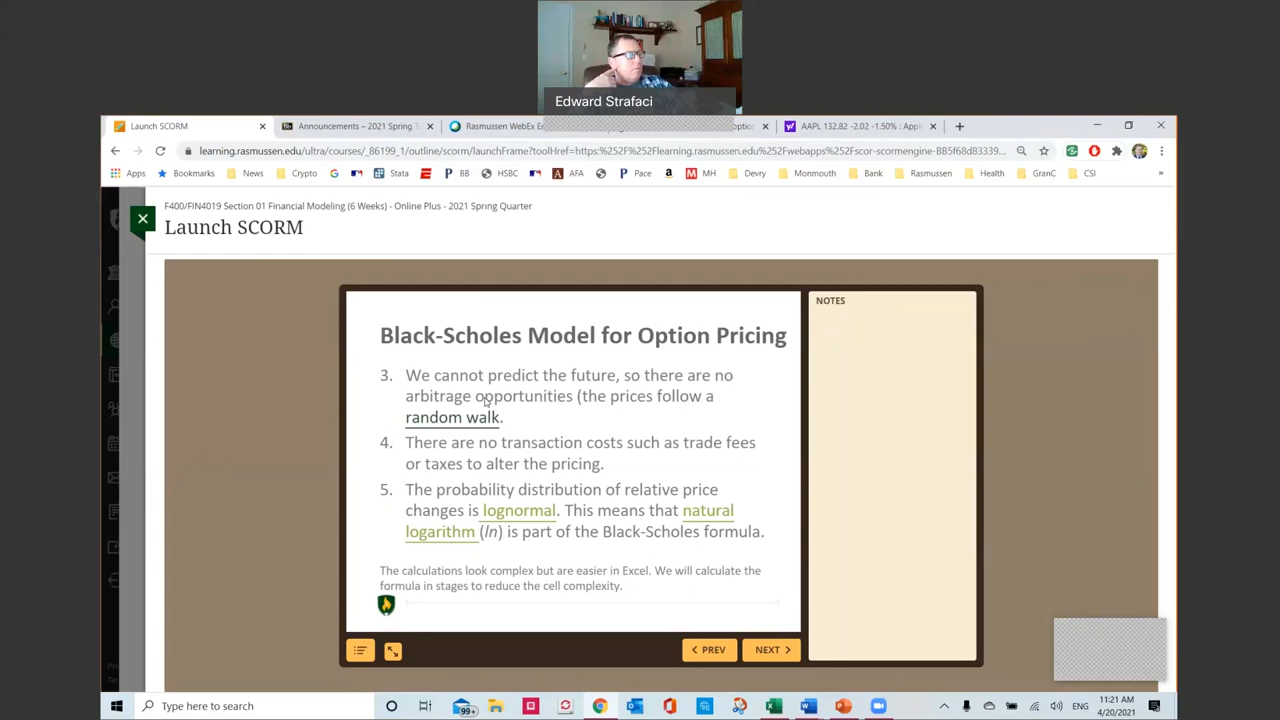 Edward Strafaci
Launch SCORM
Announcements – 2021 Spring T
Rasmussen WebEx En
option
AAPL 132.82 -2.02 -1.50% : Appl
learning.rasmussen.edu/ultra/courses/_86199_1/outline/scorm/launchFrame?toolHref=https:%252F%252Flearning.rasmussen.edu%252Fwebapps%252Fscor-scormengine-BB5f68d83339...
Apps
Bookmarks
News
Crypto
Stata
BB
HSBC
AFA
Pace
MH
Devry
Monmouth
Bank
Rasmussen
Health
GranC
CSI
»
F400/FIN4019 Section 01 Financial Modeling (6 Weeks) - Online Plus - 2021 Spring Quarter
Launch SCORM
Black-Scholes Model for Option Pricing
3. We cannot predict the future, so there are no
arbitrage opportunities (the prices follow a
random walk.
4. There are no transaction costs such as trade fees
or taxes to alter the pricing.
5. The probability distribution of relative price
changes is lognormal. This means that natural
logarithm (ln) is part of the Black-Scholes formula.
The calculations look complex but are easier in Excel. We will calculate the
formula in stages to reduce the cell complexity.
NOTES
PREV
NEXT
Type here to search
99+
ENG
11:21 AM
4/20/2021